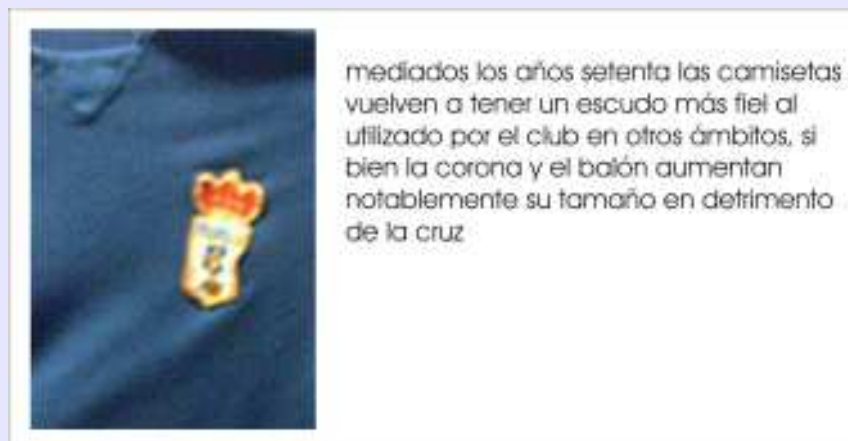 mediados los años setenta las camisetas
vuelven a tener un escudo más fiel al
utilizado por el club en otros ámbitos, si
bien la corona y el balón aumentan
notablemente su tamaño en detrimento
de la cruz